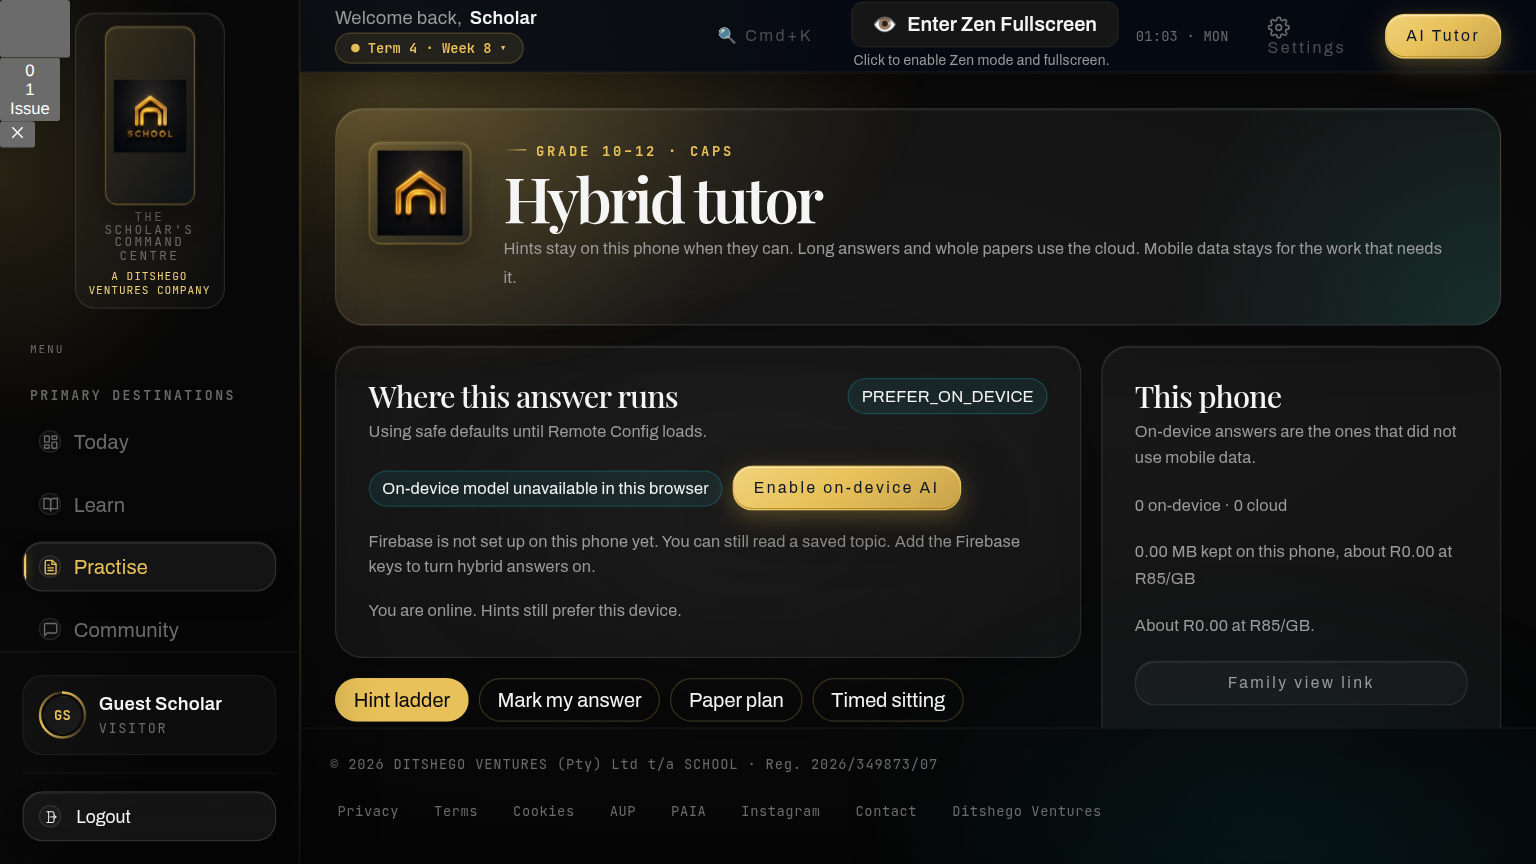 0
1
Issue
SCHOOL
THE
SCHOLAR'S
COMMAND
CENTRE
A DITSHEGO
VENTURES COMPANY
MENU
PRIMARY DESTINATIONS
Today
Learn
Practise
Community
GS
Guest Scholar
VISITOR
Logout
Welcome back, Scholar
Term 4 · Week 8
Cmd+K
Enter Zen Fullscreen
Click to enable Zen mode and fullscreen.
01:03 · MON
Settings
AI Tutor
GRADE 10–12 · CAPS
Hybrid tutor
Hints stay on this phone when they can. Long answers and whole papers use the cloud. Mobile data stays for the work that needs
it.
Where this answer runs
PREFER_ON_DEVICE
Using safe defaults until Remote Config loads.
On-device model unavailable in this browser
Enable on-device AI
Firebase is not set up on this phone yet. You can still read a saved topic. Add the Firebase
keys to turn hybrid answers on.
You are online. Hints still prefer this device.
This phone
On-device answers are the ones that did not
use mobile data.
0 on-device · 0 cloud
0.00 MB kept on this phone, about R0.00 at
R85/GB
About R0.00 at R85/GB.
Family view link
Hint ladder
Mark my answer
Paper plan
Timed sitting
© 2026 DITSHEGO VENTURES (Pty) Ltd t/a SCHOOL · Reg. 2026/349873/07
Privacy Terms Cookies AUP PAIA Instagram Contact Ditshego Ventures